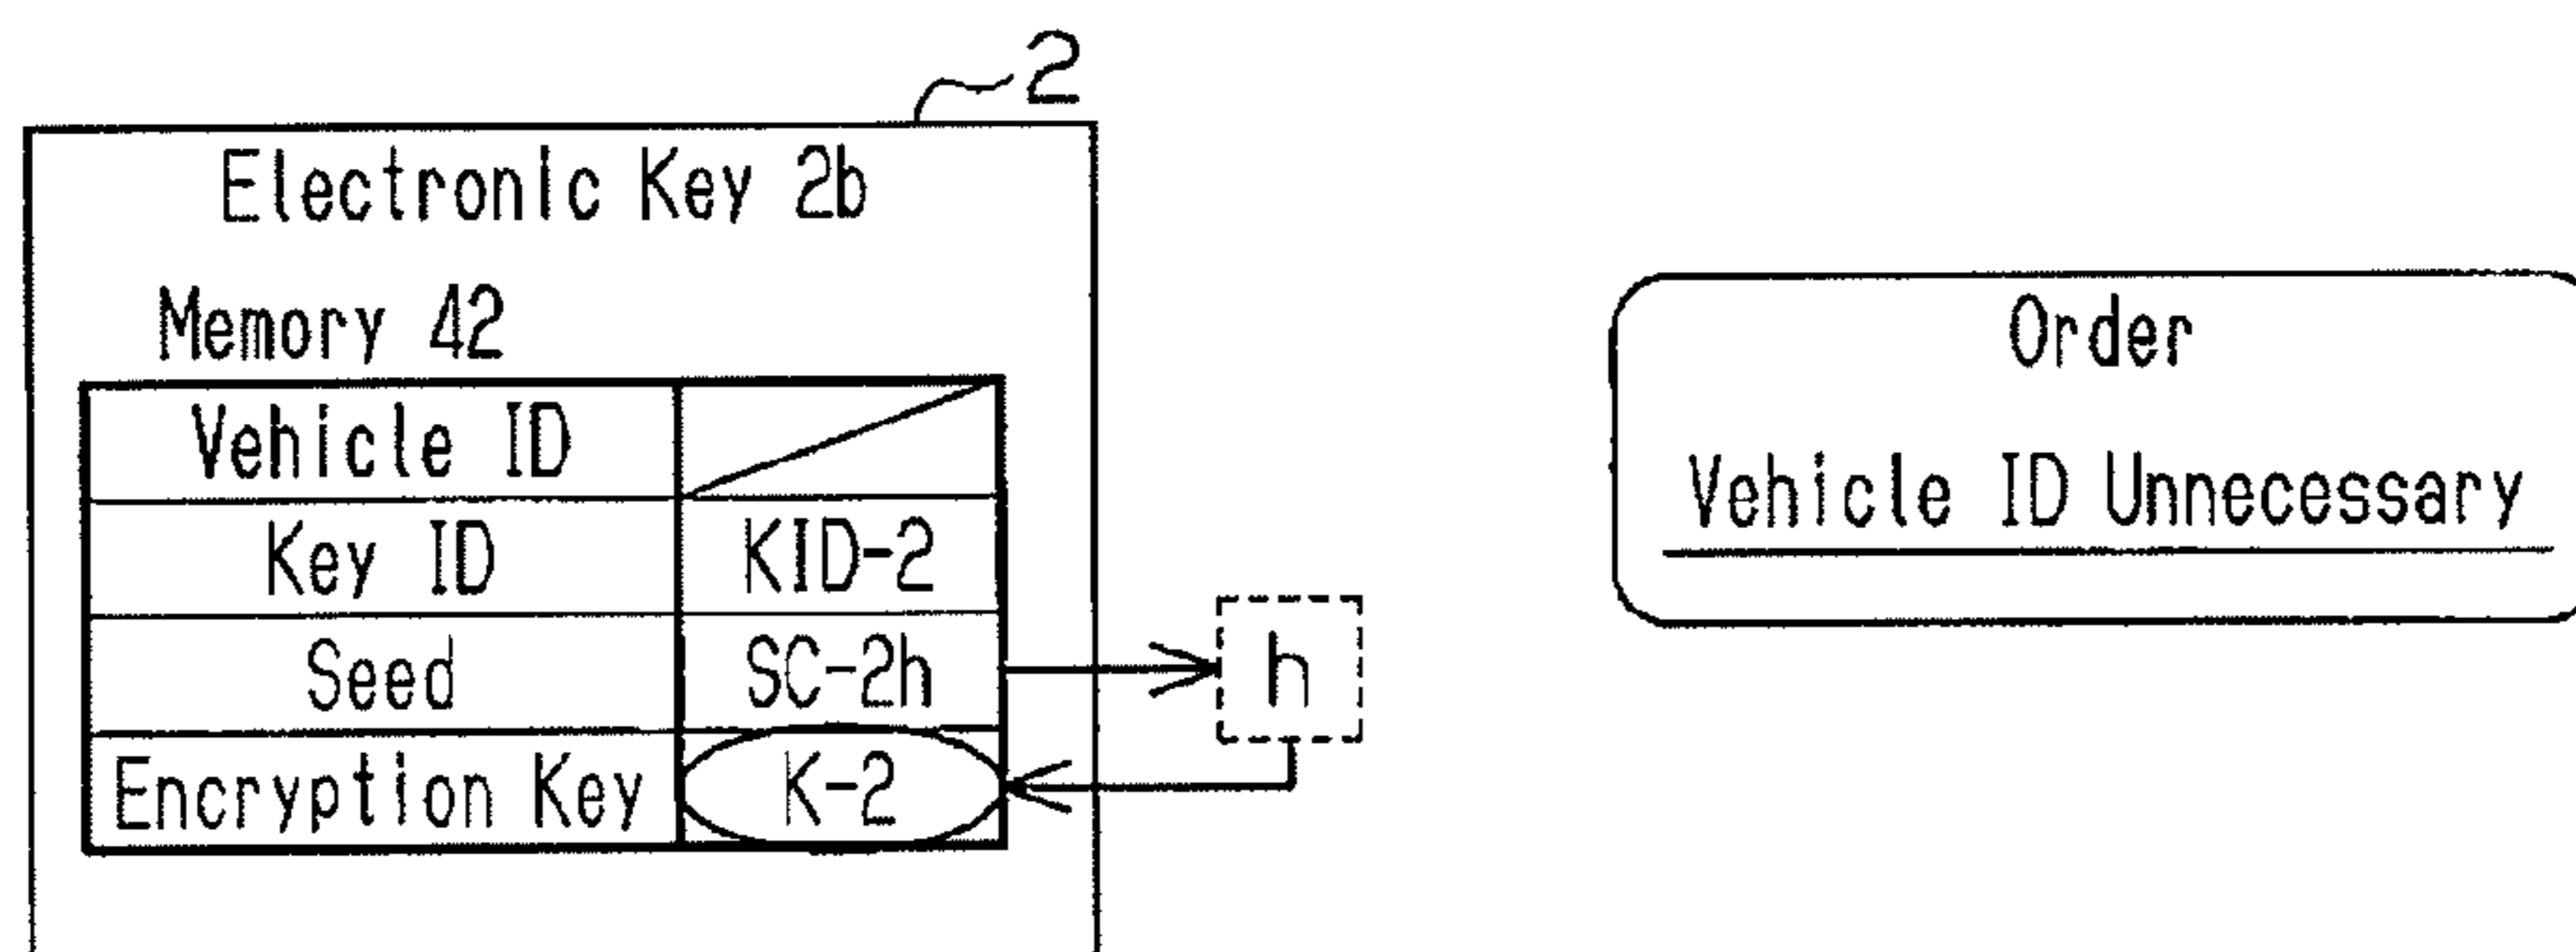 2
Electronic Key 2b
Memory 42
Vehicle ID
Key ID KID-2
Seed SC-2h
Encryption Key K-2
h
Order
Vehicle ID Unnecessary